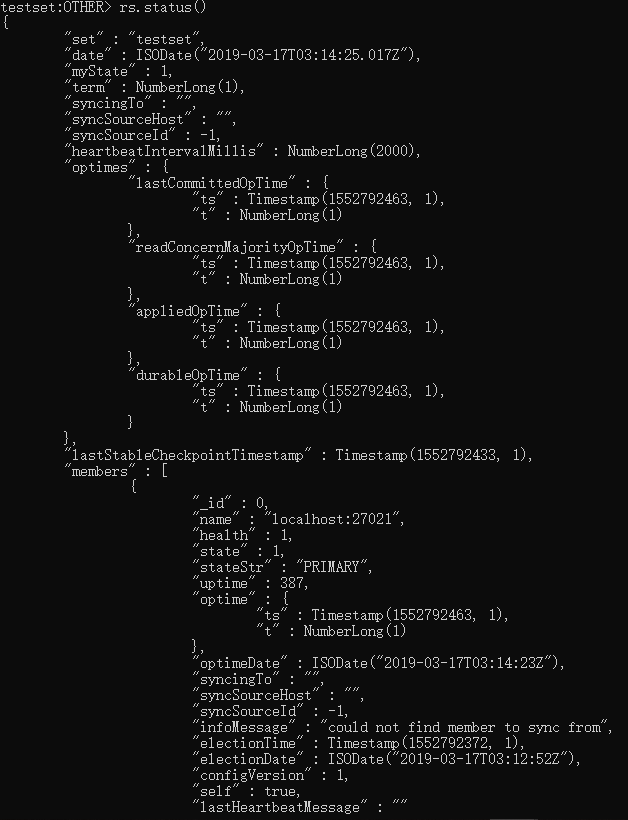 testset:OTHER> rs.status()
{
"set" : "testset",
"date" : ISODate("2019-03-17T03:14:25.017Z"),
"myState" : 1,
"term" : NumberLong(1),
"syncingTo" : "",
"syncSourceHost" : "",
"syncSourceId" : -1,
"heartbeatIntervalMillis" : NumberLong(2000),
"optimes" : {
"lastCommittedOpTime" : {
"ts" : Timestamp(1552792463, 1),
"t" : NumberLong(1)
},
"readConcernMajorityOpTime" : {
"ts" : Timestamp(1552792463, 1),
"t" : NumberLong(1)
},
"appliedOpTime" : {
"ts" : Timestamp(1552792463, 1),
"t" : NumberLong(1)
},
"durableOpTime" : {
"ts" : Timestamp(1552792463, 1),
"t" : NumberLong(1)
}
},
"lastStableCheckpointTimestamp" : Timestamp(1552792433, 1),
"members" : [
{
"_id" : 0,
"name" : "localhost:27021",
"health" : 1,
"state" : 1,
"stateStr" : "PRIMARY",
"uptime" : 387,
"optime" : {
"ts" : Timestamp(1552792463, 1),
"t" : NumberLong(1)
},
"optimeDate" : ISODate("2019-03-17T03:14:23Z"),
"syncingTo" : "",
"syncSourceHost" : "",
"syncSourceId" : -1,
"infoMessage" : "could not find member to sync from",
"electionTime" : Timestamp(1552792372, 1),
"electionDate" : ISODate("2019-03-17T03:12:52Z"),
"configVersion" : 1,
"self" : true,
"lastHeartbeatMessage" : ""